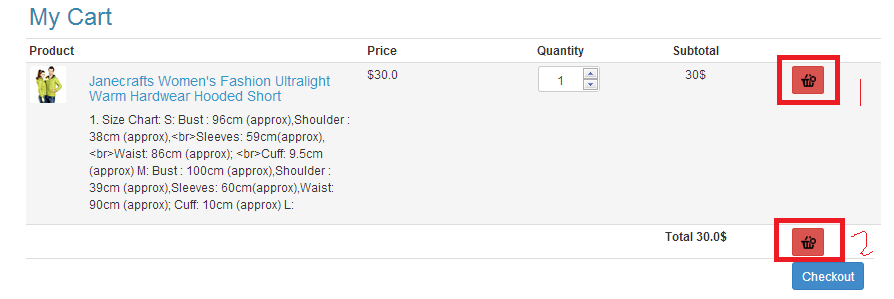 My Cart
Product Price Quantity Subtotal
Janecrafts Women's Fashion Ultralight $30.0 1 30$ 1
Warm Hardwear Hooded Short
1. Size Chart: S: Bust : 96cm (approx),Shoulder :
38cm (approx),<br>Sleeves: 59cm(approx),
<br>Waist: 86cm (approx); <br>Cuff: 9.5cm
(approx) M: Bust : 100cm (approx),Shoulder :
39cm (approx),Sleeves: 60cm(approx),Waist:
90cm (approx); Cuff: 10cm (approx) L:
Total 30.0$ 2
Checkout